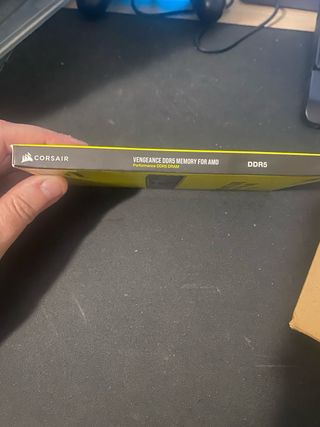 CORSAIR
VENGEANCE DDR5 MEMORY FOR AMD
Performance DDR5 DRAM
DDR5